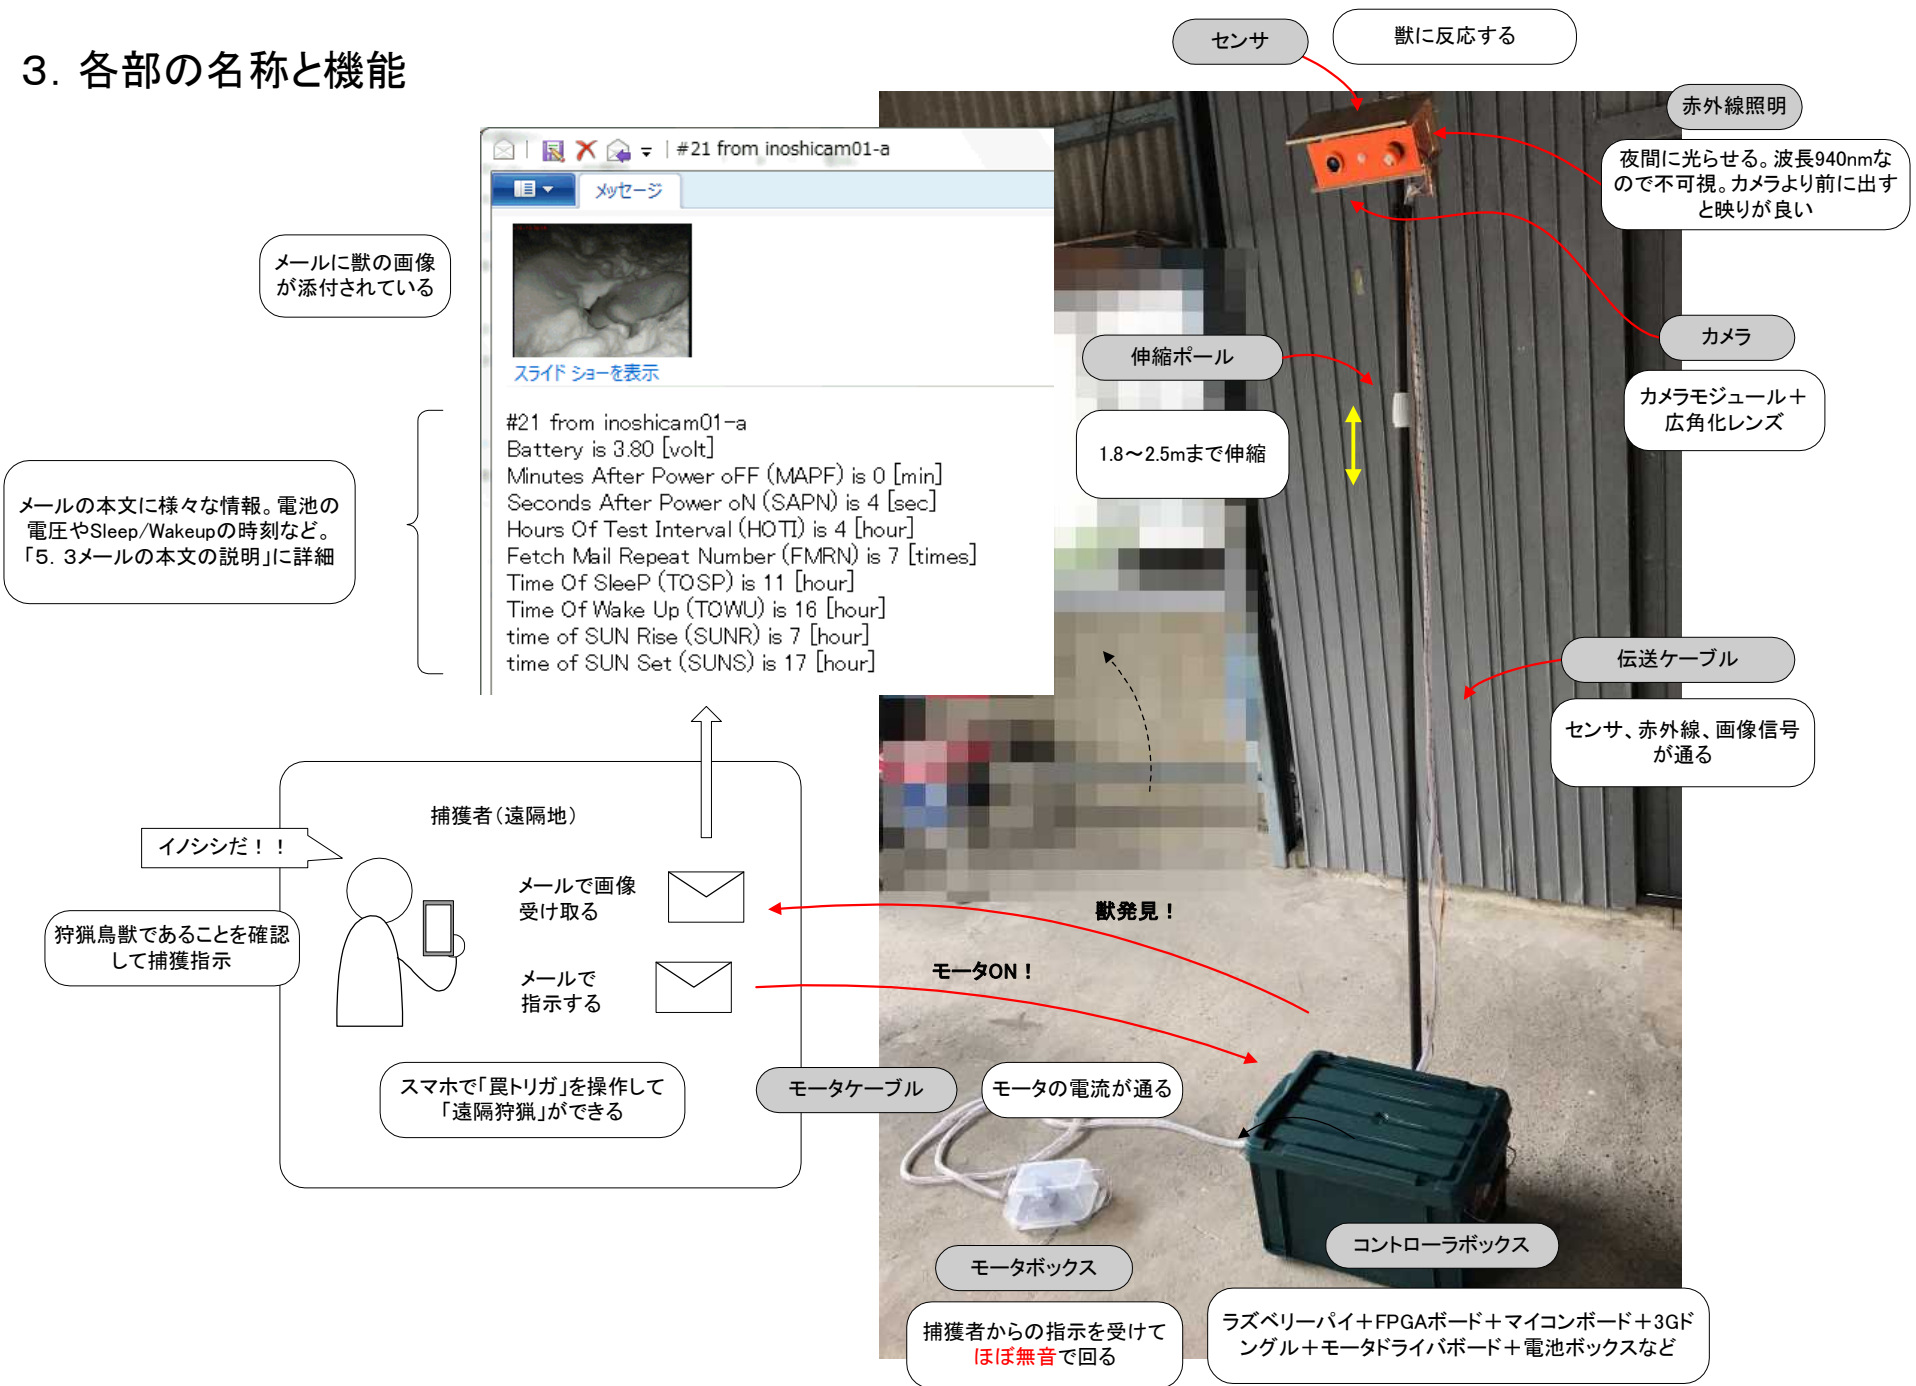 3．各部の名称と機能
センサ
獣に反応する
赤外線照明
夜間に光らせる。波長940nmな
ので不可視。カメラより前に出す
と映りが良い
#21 from inoshicam01-a
メッセージ
スライド ショーを表示
メールに獣の画像
が添付されている
カメラ
カメラモジュール＋
広角化レンズ
伸縮ポール
1.8～2.5mまで伸縮
#21 from inoshicam01-a
Battery is 3.80 [volt]
Minutes After Power oFF (MAPF) is 0 [min]
Seconds After Power oN (SAPN) is 4 [sec]
Hours Of Test Interval (HOTI) is 4 [hour]
Fetch Mail Repeat Number (FMRN) is 7 [times]
Time Of SleeP (TOSP) is 11 [hour]
Time Of Wake Up (TOWU) is 16 [hour]
time of SUN Rise (SUNR) is 7 [hour]
time of SUN Set (SUNS) is 17 [hour]
メールの本文に様々な情報。電池の
電圧やSleep/Wakeupの時刻など。
「5．3メールの本文の説明」に詳細
伝送ケーブル
センサ、赤外線、画像信号
が通る
捕獲者（遠隔地）
イノシシだ！！
メールで画像
受け取る
狩猟鳥獣であることを確認
して捕獲指示
メールで
指示する
獣発見！
モータON！
スマホで「罠トリガ」を操作して
「遠隔狩猟」ができる
モータケーブル
モータの電流が通る
モータボックス
捕獲者からの指示を受けて
ほぼ無音で回る
コントローラボックス
ラズベリーパイ＋FPGAボード＋マイコンボード＋3Gド
ングル＋モータドライバボード＋電池ボックスなど